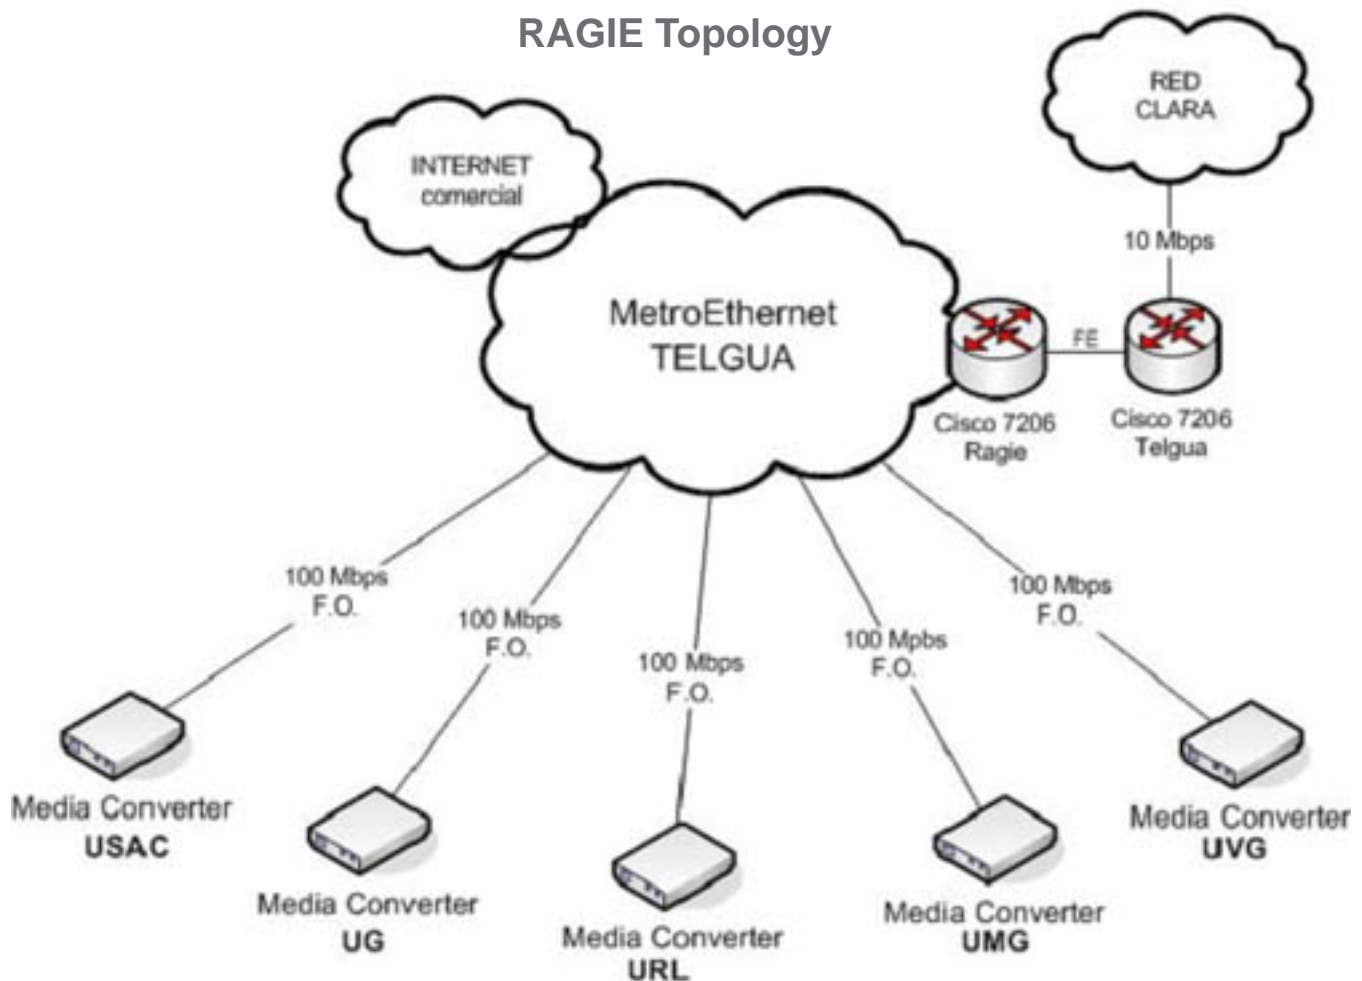 RAGIE Topology
RED
CLARA
INTERNET
comercial
10 Mbps
MetroEthernet
TELGUA
FE
Cisco 7206
Ragie
Cisco 7206
Telgua
100 Mbps
F.O.
100 Mbps
F.O.
100 Mbps
F.O.
100 Mpbs
F.O.
100 Mbps
F.O.
Media Converter
USAC
Media Converter
UG
Media Converter
URL
Media Converter
UMG
Media Converter
UVG